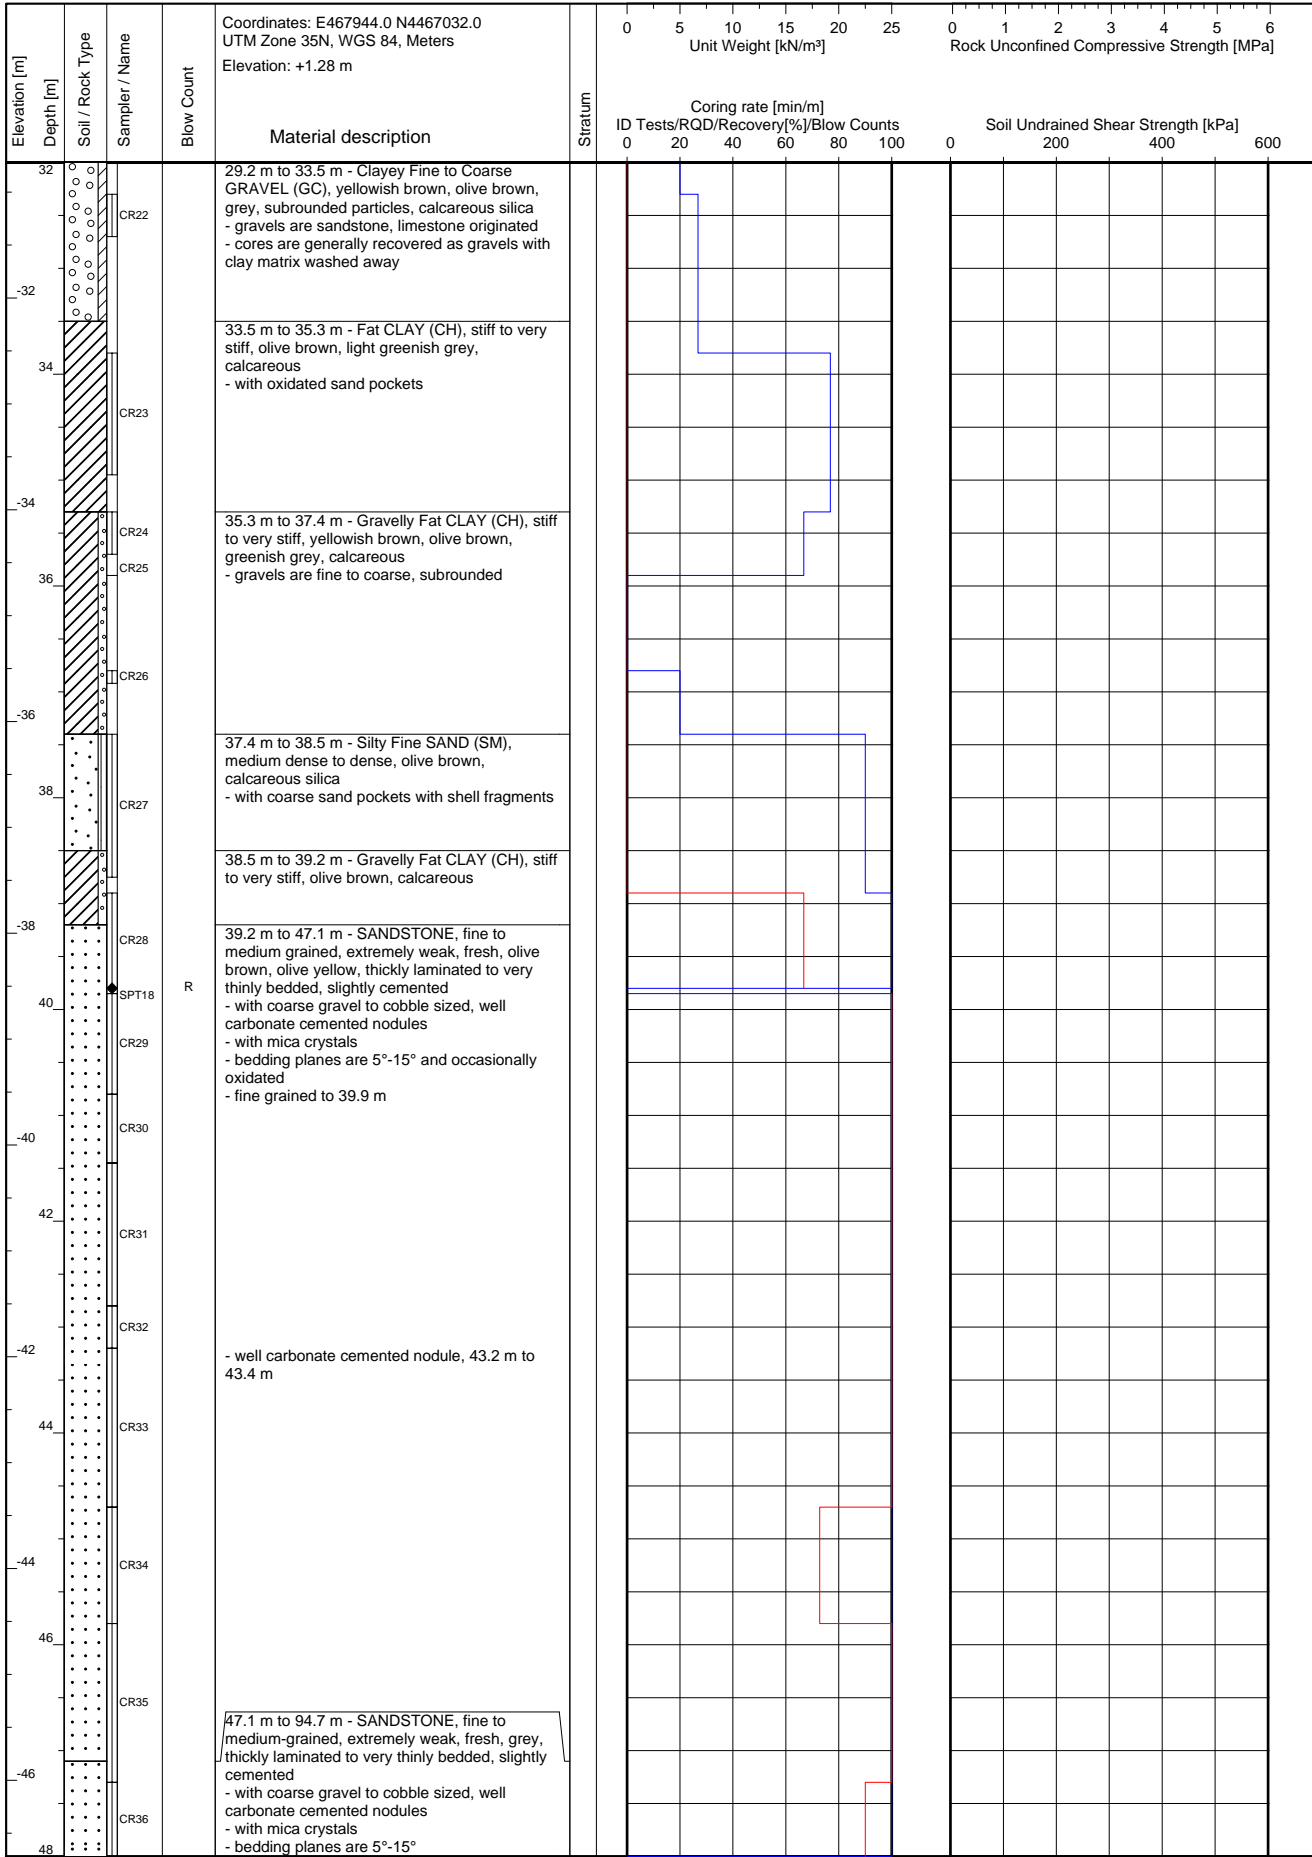 Elevation [m]
Depth [m]
Soil / Rock Type
Sampler / Name
Blow Count
Coordinates: E467944.0 N4467032.0
UTM Zone 35N, WGS 84, Meters
Elevation: +1.28 m
Material description
Stratum
0 5 10 15 20 25
Unit Weight [kN/m³]
Coring rate [min/m]
ID Tests/RQD/Recovery[%]/Blow Counts
0 20 40 60 80 100
0 1 2 3 4 5 6
Rock Unconfined Compressive Strength [MPa]
Soil Undrained Shear Strength [kPa]
0 200 400 600
32
29.2 m to 33.5 m - Clayey Fine to Coarse
GRAVEL (GC), yellowish brown, olive brown,
grey, subrounded particles, calcareous silica
- gravels are sandstone, limestone originated
- cores are generally recovered as gravels with
clay matrix washed away
CR22
-32
33.5 m to 35.3 m - Fat CLAY (CH), stiff to very
stiff, olive brown, light greenish grey,
calcareous
- with oxidated sand pockets
34
CR23
-34
35.3 m to 37.4 m - Gravelly Fat CLAY (CH), stiff
to very stiff, yellowish brown, olive brown,
greenish grey, calcareous
- gravels are fine to coarse, subrounded
CR24
CR25
36
CR26
-36
37.4 m to 38.5 m - Silty Fine SAND (SM),
medium dense to dense, olive brown,
calcareous silica
- with coarse sand pockets with shell fragments
38
CR27
38.5 m to 39.2 m - Gravelly Fat CLAY (CH), stiff
to very stiff, olive brown, calcareous
-38
39.2 m to 47.1 m - SANDSTONE, fine to
medium grained, extremely weak, fresh, olive
brown, olive yellow, thickly laminated to very
thinly bedded, slightly cemented
- with coarse gravel to cobble sized, well
carbonate cemented nodules
- with mica crystals
- bedding planes are 5°-15° and occasionally
oxidated
- fine grained to 39.9 m
CR28
SPT18
R
40
CR29
CR30
-40
42
CR31
CR32
-42
- well carbonate cemented nodule, 43.2 m to
43.4 m
44
CR33
-44
CR34
46
CR35
47.1 m to 94.7 m - SANDSTONE, fine to
medium-grained, extremely weak, fresh, grey,
thickly laminated to very thinly bedded, slightly
cemented
- with coarse gravel to cobble sized, well
carbonate cemented nodules
- with mica crystals
- bedding planes are 5°-15°
-46
CR36
48